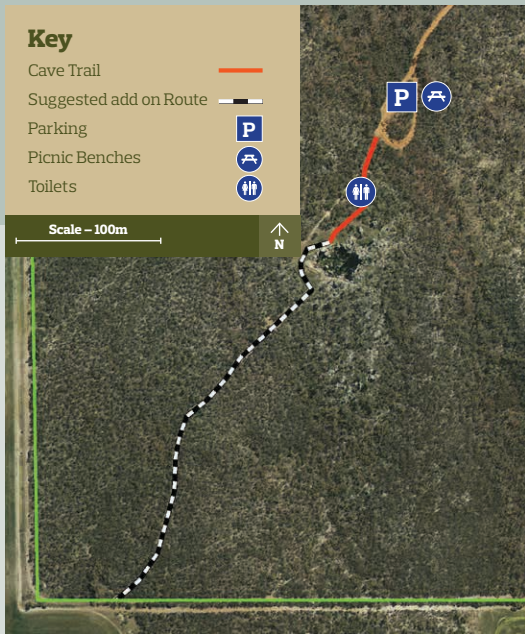 Key
Cave Trail
Suggested add on Route
Parking
P
Picnic Benches
Toilets
Scale – 100m
N
P